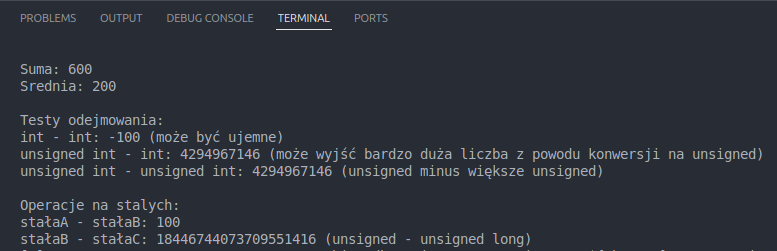 PROBLEMS OUTPUT DEBUG CONSOLE TERMINAL PORTS
Suma: 600
Srednia: 200
Testy odejmowania:
int - int: -100 (może być ujemne)
unsigned int - int: 4294967146 (może wyjść bardzo duża liczba z powodu konwersji na unsigned)
unsigned int - unsigned int: 4294967146 (unsigned minus większe unsigned)
Operacje na stalych:
stałaA - stałaB: 100
stałaB - stałaC: 18446744073709551416 (unsigned - unsigned long)